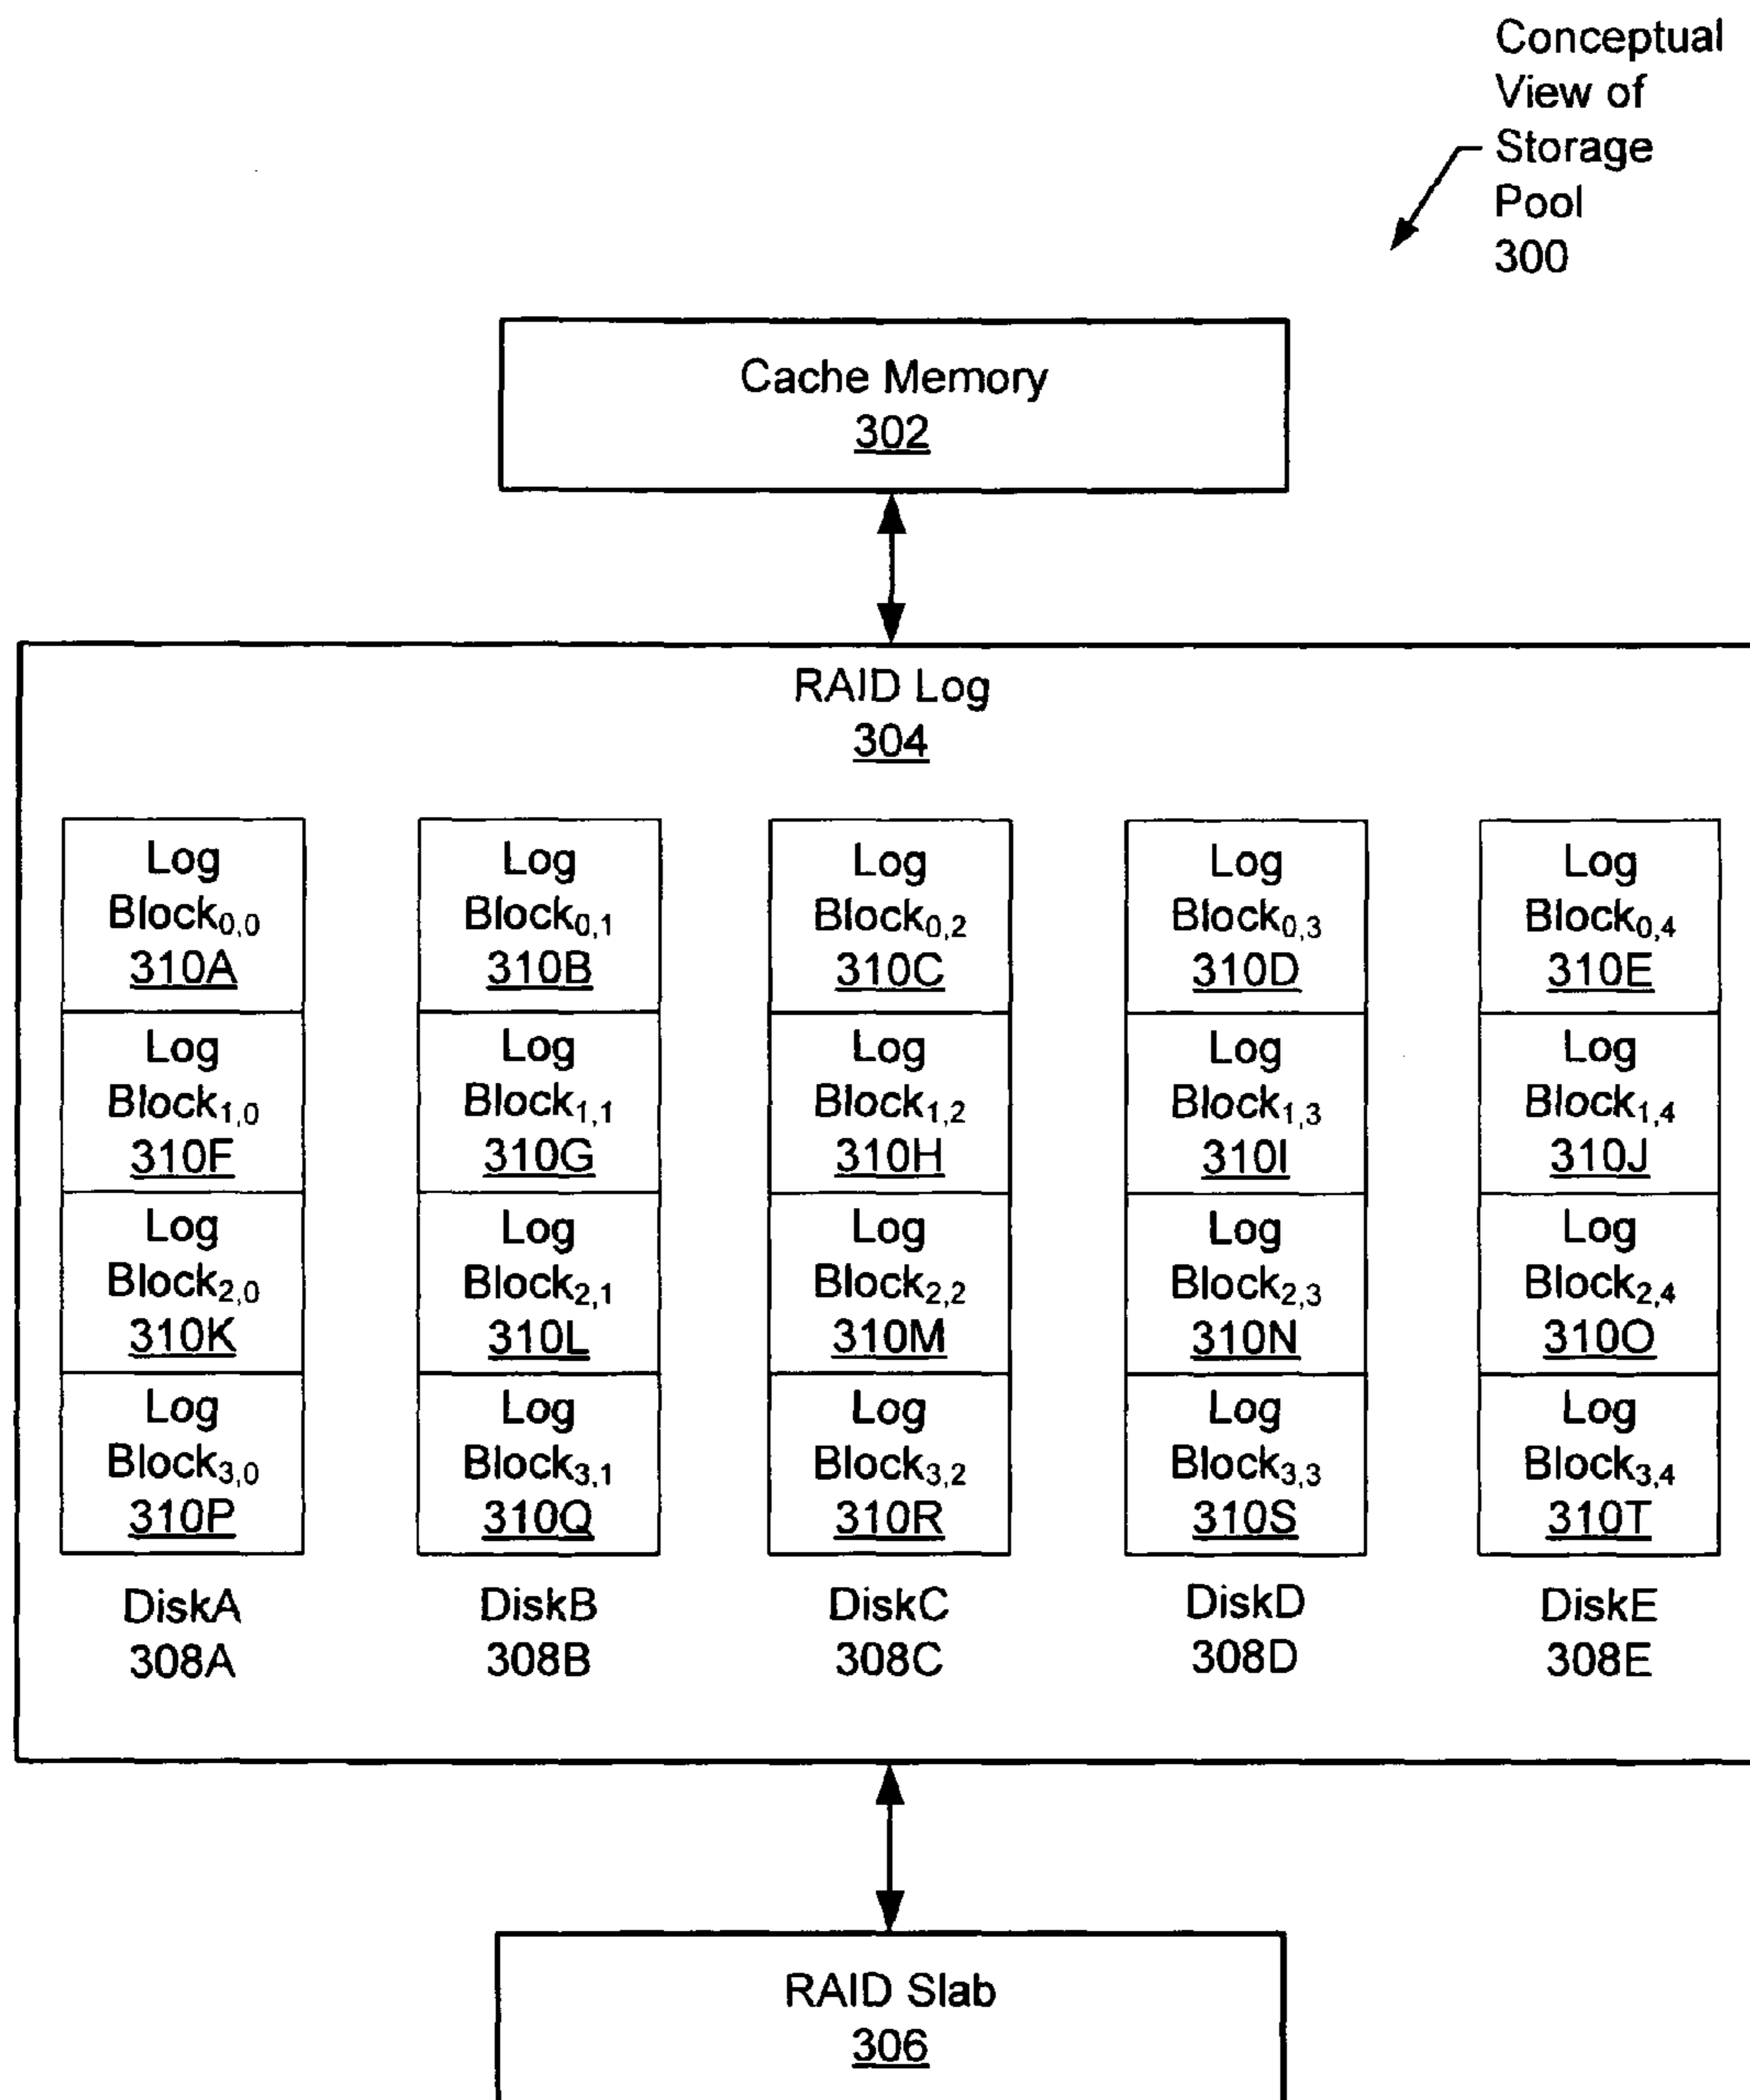 Conceptual
View of
Storage
Pool
300
Cache Memory
302
RAID Log
304
Log
Block0,0
310A
Log
Block0,1
310B
Log
Block0,2
310C
Log
Block0,3
310D
Log
Block0,4
310E
Log
Block1,0
310F
Log
Block1,1
310G
Log
Block1,2
310H
Log
Block1,3
310I
Log
Block1,4
310J
Log
Block2,0
310K
Log
Block2,1
310L
Log
Block2,2
310M
Log
Block2,3
310N
Log
Block2,4
310O
Log
Block3,0
310P
Log
Block3,1
310Q
Log
Block3,2
310R
Log
Block3,3
310S
Log
Block3,4
310T
DiskA
308A
DiskB
308B
DiskC
308C
DiskD
308D
DiskE
308E
RAID Slab
306